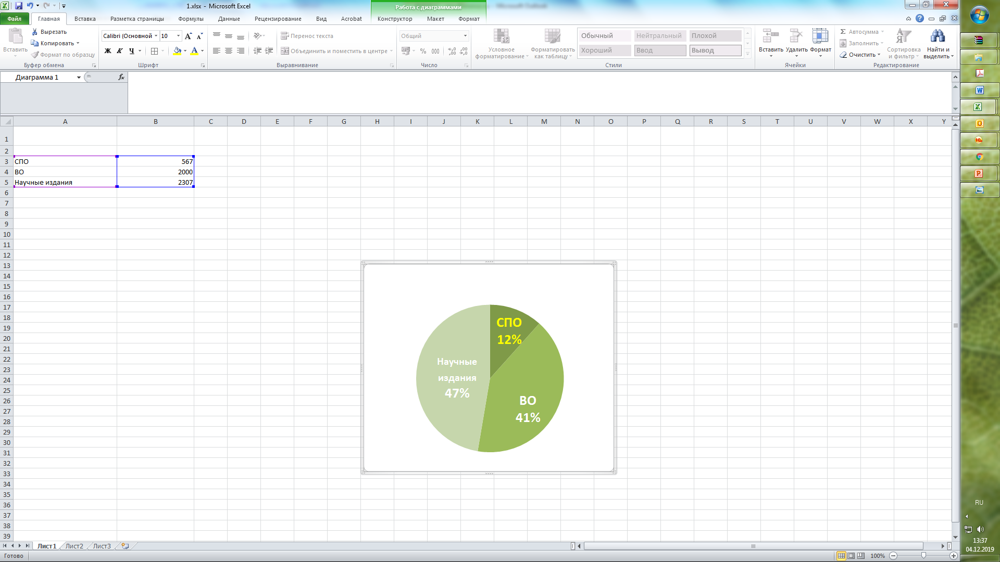 1.xlsx - Microsoft Excel
Работа с диаграммами
Файл Главная Вставка Разметка страницы Формулы Данные Рецензирование Вид Acrobat Конструктор Макет Формат
Вставить
Вырезать
Копировать
Формат по образцу
Буфер обмена
Calibri (Основной 10
Ж К Ч
Шрифт
Перенос текста
Объединить и поместить в центре
Выравнивание
Общий
% 000
Число
Условное форматирование
Форматировать как таблицу
Обычный Нейтральный Плохой
Хороший Ввод Вывод
Стили
Вставить Удалить Формат
Ячейки
Σ Автосумма
Заполнить
Очистить
Сортировка и фильтр
Найти и выделить
Редактирование
Диаграмма 1 fx
A B C D E F G H I J K L M N O P Q R S T U V W X Y
1
2
3 СПО 567
4 ВО 2000
5 Научные издания 2307
6
7
8
9
10
11
12
13
14
15
16
17
18
19
20
21
22
23
24
25
26
27
28
29
30
31
32
33
34
35
36
37
38
39
СПО
12%
Научные
издания
47%
ВО
41%
Лист1 Лист2 Лист3
Готово
100%
RU
13:37
04.12.2019